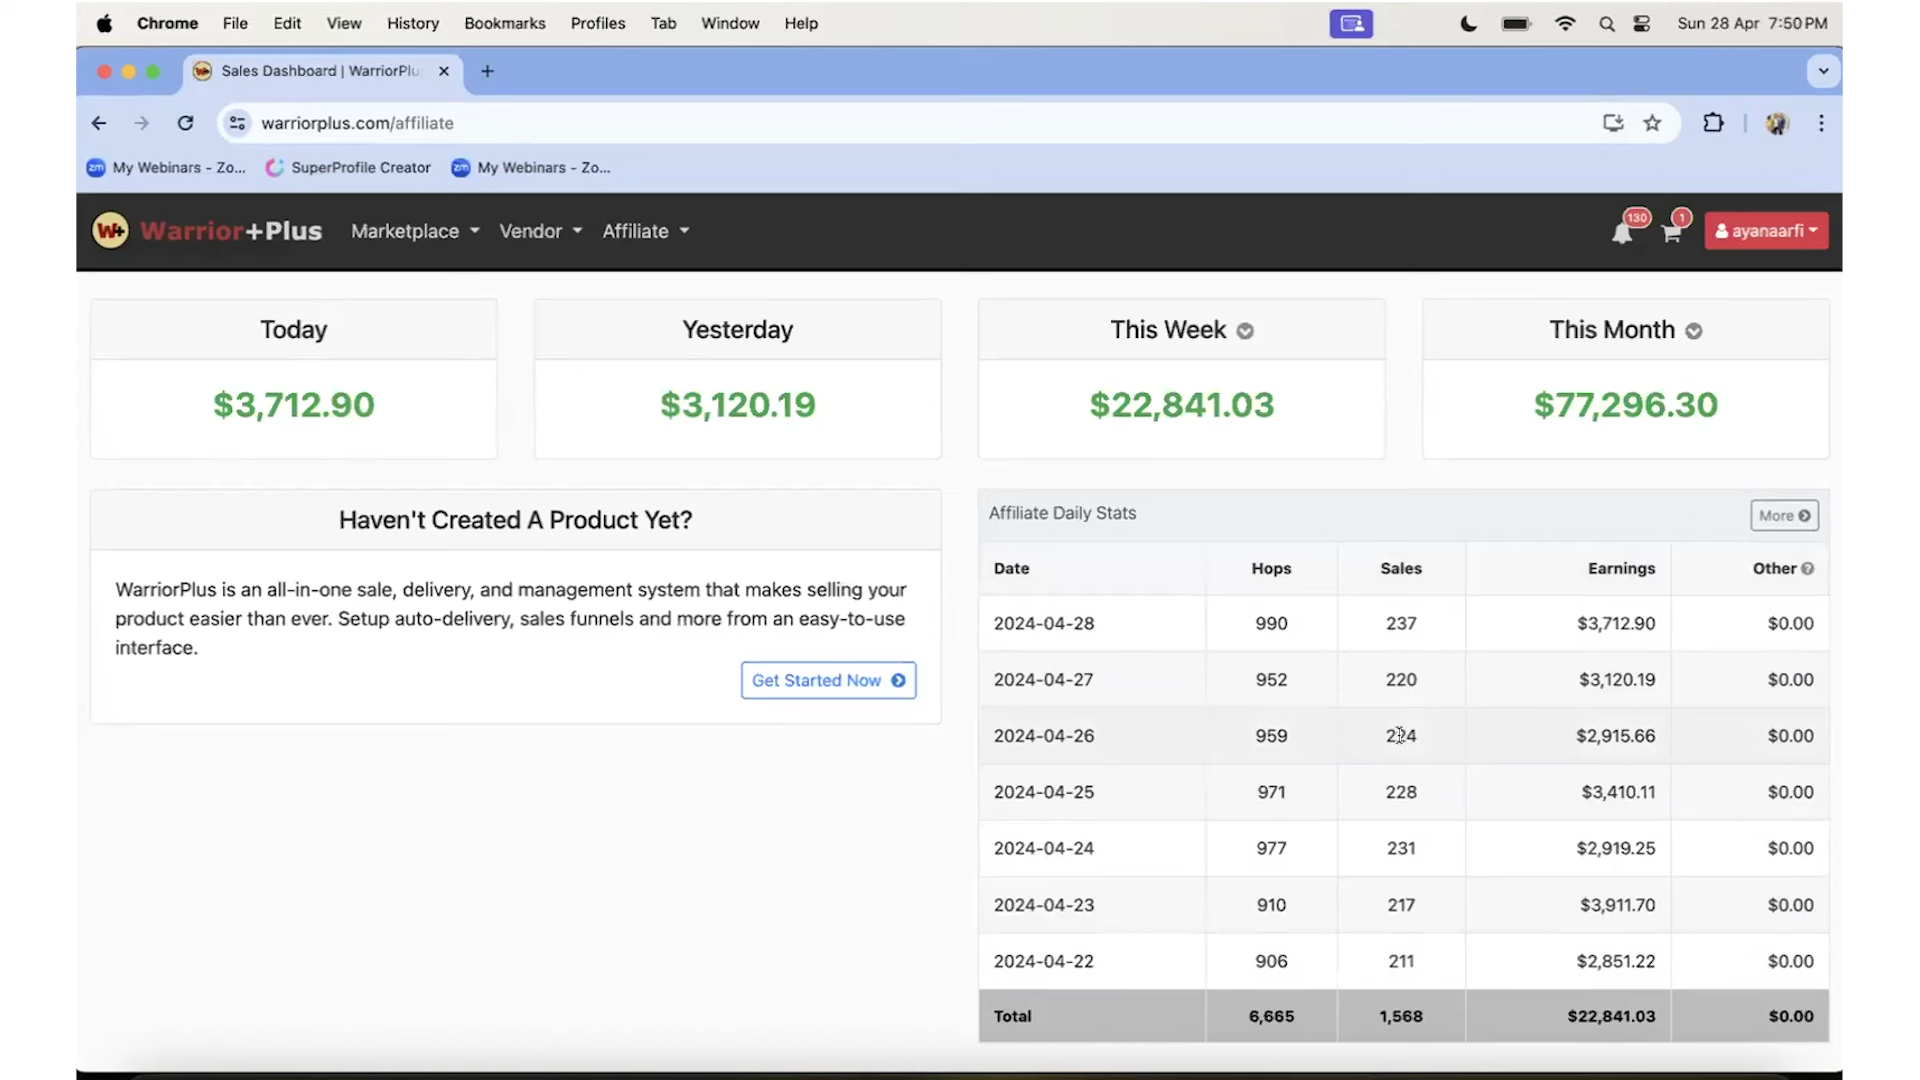 Chrome File Edit View History Bookmarks Profiles Tab Window Help Sun 28 Apr 7:50 PM
Sales Dashboard | WarriorPlu
warriorplus.com/affiliate
My Webinars - Zo... SuperProfile Creator My Webinars - Zo...
W+ Warrior+Plus Marketplace Vendor Affiliate 130 1 ayanaarfi
Today Yesterday This Week This Month
$3,712.90 $3,120.19 $22,841.03 $77,296.30
Haven't Created A Product Yet?
WarriorPlus is an all-in-one sale, delivery, and management system that makes selling your
product easier than ever. Setup auto-delivery, sales funnels and more from an easy-to-use
interface.
Get Started Now
Affiliate Daily Stats More
Date Hops Sales Earnings Other
2024-04-28 990 237 $3,712.90 $0.00
2024-04-27 952 220 $3,120.19 $0.00
2024-04-26 959 224 $2,915.66 $0.00
2024-04-25 971 228 $3,410.11 $0.00
2024-04-24 977 231 $2,919.25 $0.00
2024-04-23 910 217 $3,911.70 $0.00
2024-04-22 906 211 $2,851.22 $0.00
Total 6,665 1,568 $22,841.03 $0.00